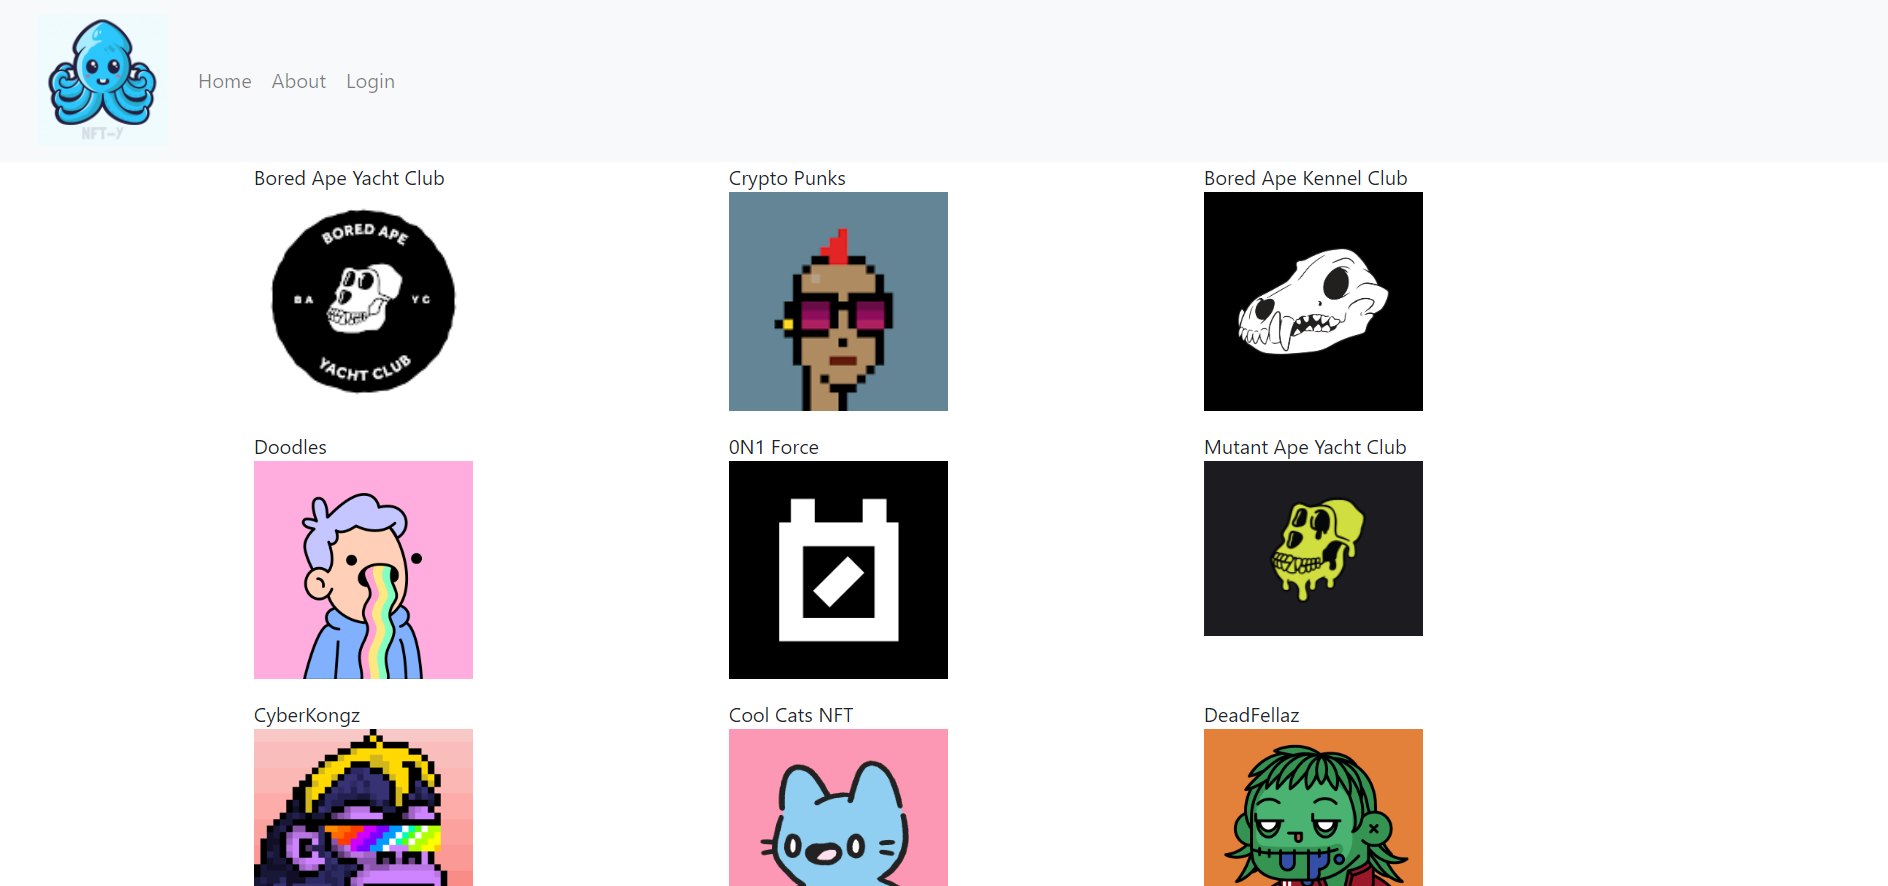 NFT-Y
Home About Login
Bored Ape Yacht Club
BORED APE
BA YC
YACHT CLUB
Crypto Punks
Bored Ape Kennel Club
Doodles
0N1 Force
Mutant Ape Yacht Club
CyberKongz
Cool Cats NFT
DeadFellaz